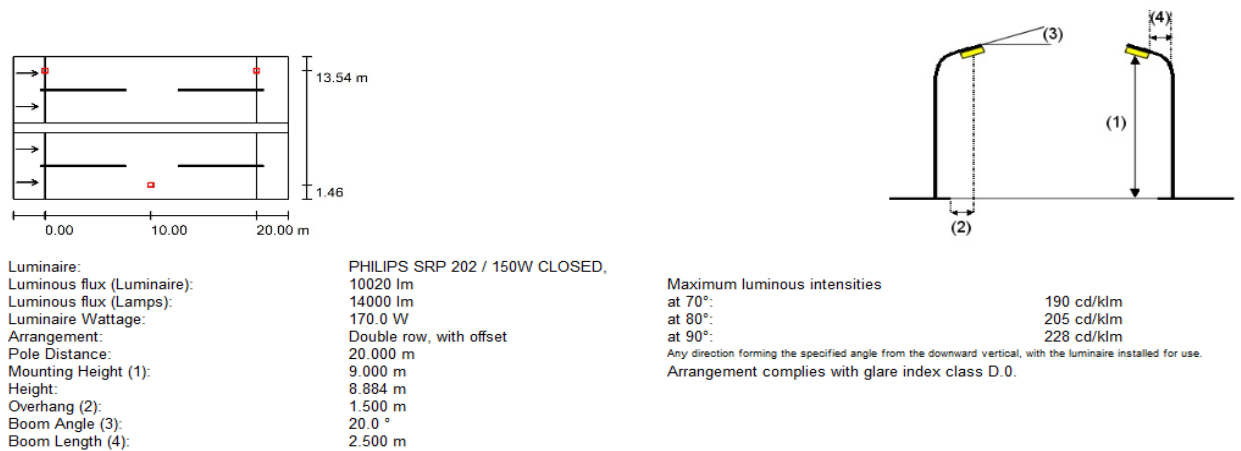 13.54 m
1.46
0.00 10.00 20.00 m
(4)
(3)
(1)
(2)
Luminaire: PHILIPS SRP 202 / 150W CLOSED,
Luminous flux (Luminaire): 10020 lm
Luminous flux (Lamps): 14000 lm
Luminaire Wattage: 170.0 W
Arrangement: Double row, with offset
Pole Distance: 20.000 m
Mounting Height (1): 9.000 m
Height: 8.884 m
Overhang (2): 1.500 m
Boom Angle (3): 20.0 °
Boom Length (4): 2.500 m
Maximum luminous intensities
at 70°: 190 cd/klm
at 80°: 205 cd/klm
at 90°: 228 cd/klm
Any direction forming the specified angle from the downward vertical, with the luminaire installed for use.
Arrangement complies with glare index class D.0.